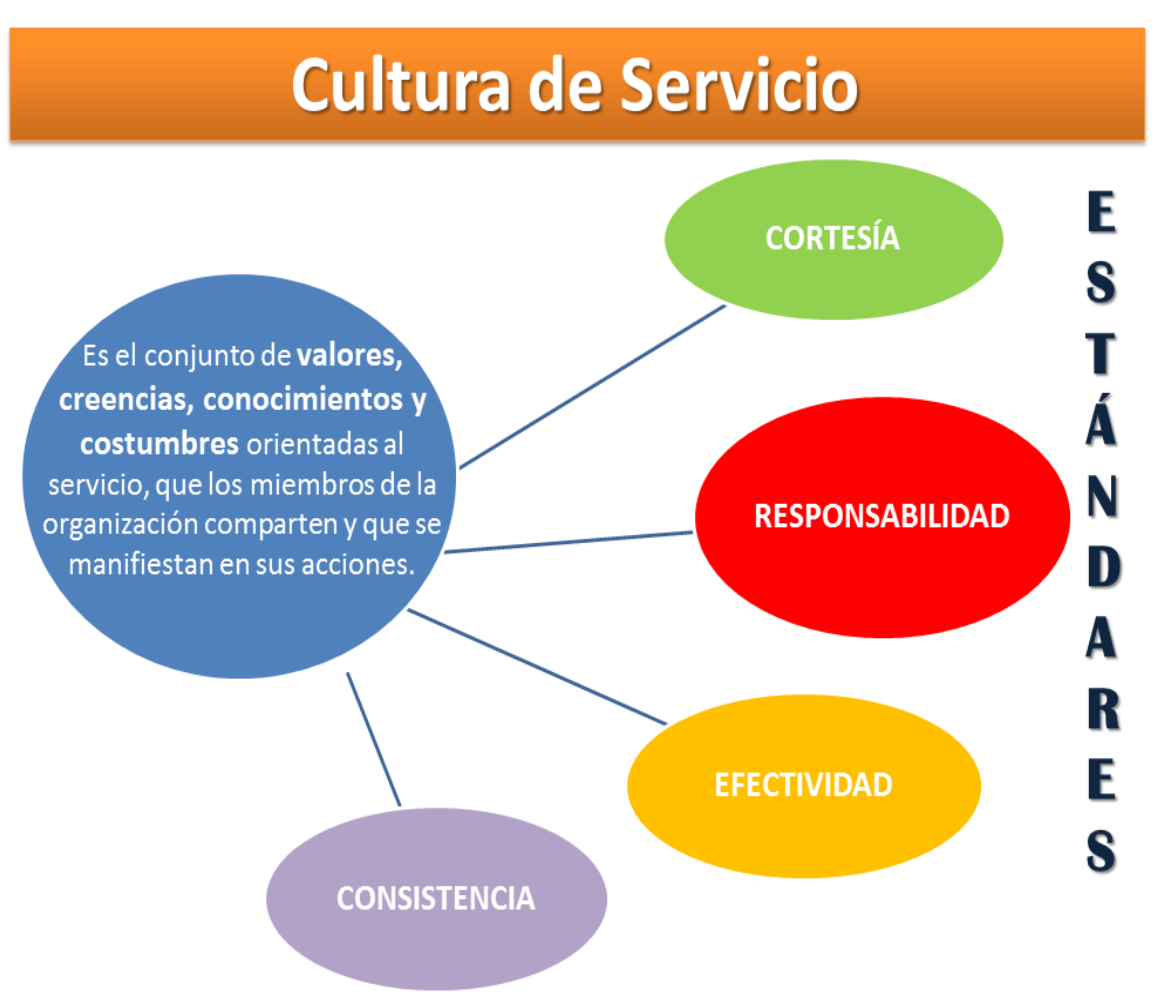 Cultura de Servicio
Es el conjunto de valores,
creencias, conocimientos y
costumbres orientadas al
servicio, que los miembros de la
organización comparten y que se
manifiestan en sus acciones.
CORTESÍA
RESPONSABILIDAD
EFECTIVIDAD
CONSISTENCIA
E
S
T
Á
N
D
A
R
E
S